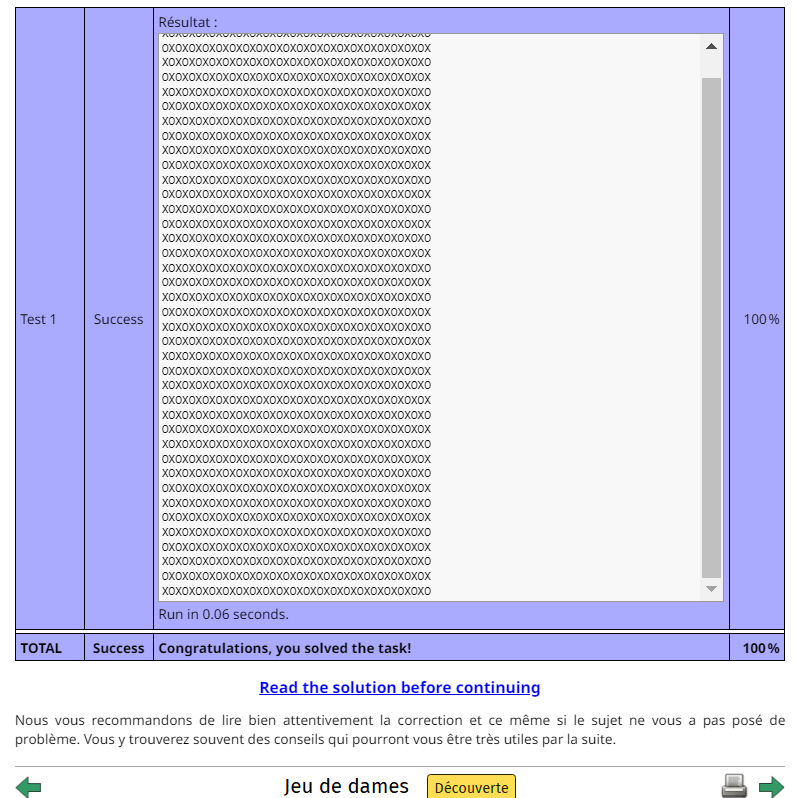 Test 1
Success
Résultat :
XOXOXOXOXOXOXOXOXOXOXOXOXOXOXOXOXOXOXOXO
OXOXOXOXOXOXOXOXOXOXOXOXOXOXOXOXOXOXOXOX
XOXOXOXOXOXOXOXOXOXOXOXOXOXOXOXOXOXOXOXO
OXOXOXOXOXOXOXOXOXOXOXOXOXOXOXOXOXOXOXOX
XOXOXOXOXOXOXOXOXOXOXOXOXOXOXOXOXOXOXOXO
OXOXOXOXOXOXOXOXOXOXOXOXOXOXOXOXOXOXOXOX
XOXOXOXOXOXOXOXOXOXOXOXOXOXOXOXOXOXOXOXO
OXOXOXOXOXOXOXOXOXOXOXOXOXOXOXOXOXOXOXOX
XOXOXOXOXOXOXOXOXOXOXOXOXOXOXOXOXOXOXOXO
OXOXOXOXOXOXOXOXOXOXOXOXOXOXOXOXOXOXOXOX
XOXOXOXOXOXOXOXOXOXOXOXOXOXOXOXOXOXOXOXO
OXOXOXOXOXOXOXOXOXOXOXOXOXOXOXOXOXOXOXOX
XOXOXOXOXOXOXOXOXOXOXOXOXOXOXOXOXOXOXOXO
OXOXOXOXOXOXOXOXOXOXOXOXOXOXOXOXOXOXOXOX
XOXOXOXOXOXOXOXOXOXOXOXOXOXOXOXOXOXOXOXO
OXOXOXOXOXOXOXOXOXOXOXOXOXOXOXOXOXOXOXOX
XOXOXOXOXOXOXOXOXOXOXOXOXOXOXOXOXOXOXOXO
OXOXOXOXOXOXOXOXOXOXOXOXOXOXOXOXOXOXOXOX
XOXOXOXOXOXOXOXOXOXOXOXOXOXOXOXOXOXOXOXO
OXOXOXOXOXOXOXOXOXOXOXOXOXOXOXOXOXOXOXOX
XOXOXOXOXOXOXOXOXOXOXOXOXOXOXOXOXOXOXOXO
OXOXOXOXOXOXOXOXOXOXOXOXOXOXOXOXOXOXOXOX
XOXOXOXOXOXOXOXOXOXOXOXOXOXOXOXOXOXOXOXO
OXOXOXOXOXOXOXOXOXOXOXOXOXOXOXOXOXOXOXOX
XOXOXOXOXOXOXOXOXOXOXOXOXOXOXOXOXOXOXOXO
OXOXOXOXOXOXOXOXOXOXOXOXOXOXOXOXOXOXOXOX
XOXOXOXOXOXOXOXOXOXOXOXOXOXOXOXOXOXOXOXO
OXOXOXOXOXOXOXOXOXOXOXOXOXOXOXOXOXOXOXOX
XOXOXOXOXOXOXOXOXOXOXOXOXOXOXOXOXOXOXOXO
OXOXOXOXOXOXOXOXOXOXOXOXOXOXOXOXOXOXOXOX
XOXOXOXOXOXOXOXOXOXOXOXOXOXOXOXOXOXOXOXO
OXOXOXOXOXOXOXOXOXOXOXOXOXOXOXOXOXOXOXOX
XOXOXOXOXOXOXOXOXOXOXOXOXOXOXOXOXOXOXOXO
OXOXOXOXOXOXOXOXOXOXOXOXOXOXOXOXOXOXOXOX
XOXOXOXOXOXOXOXOXOXOXOXOXOXOXOXOXOXOXOXO
OXOXOXOXOXOXOXOXOXOXOXOXOXOXOXOXOXOXOXOX
XOXOXOXOXOXOXOXOXOXOXOXOXOXOXOXOXOXOXOXO
OXOXOXOXOXOXOXOXOXOXOXOXOXOXOXOXOXOXOXOX
XOXOXOXOXOXOXOXOXOXOXOXOXOXOXOXOXOXOXOXO
Run in 0.06 seconds.
100 %
TOTAL Success Congratulations, you solved the task! 100 %
Read the solution before continuing
Nous vous recommandons de lire bien attentivement la correction et ce même si le sujet ne vous a pas posé de
problème. Vous y trouverez souvent des conseils qui pourront vous être très utiles par la suite.
Jeu de dames Découverte